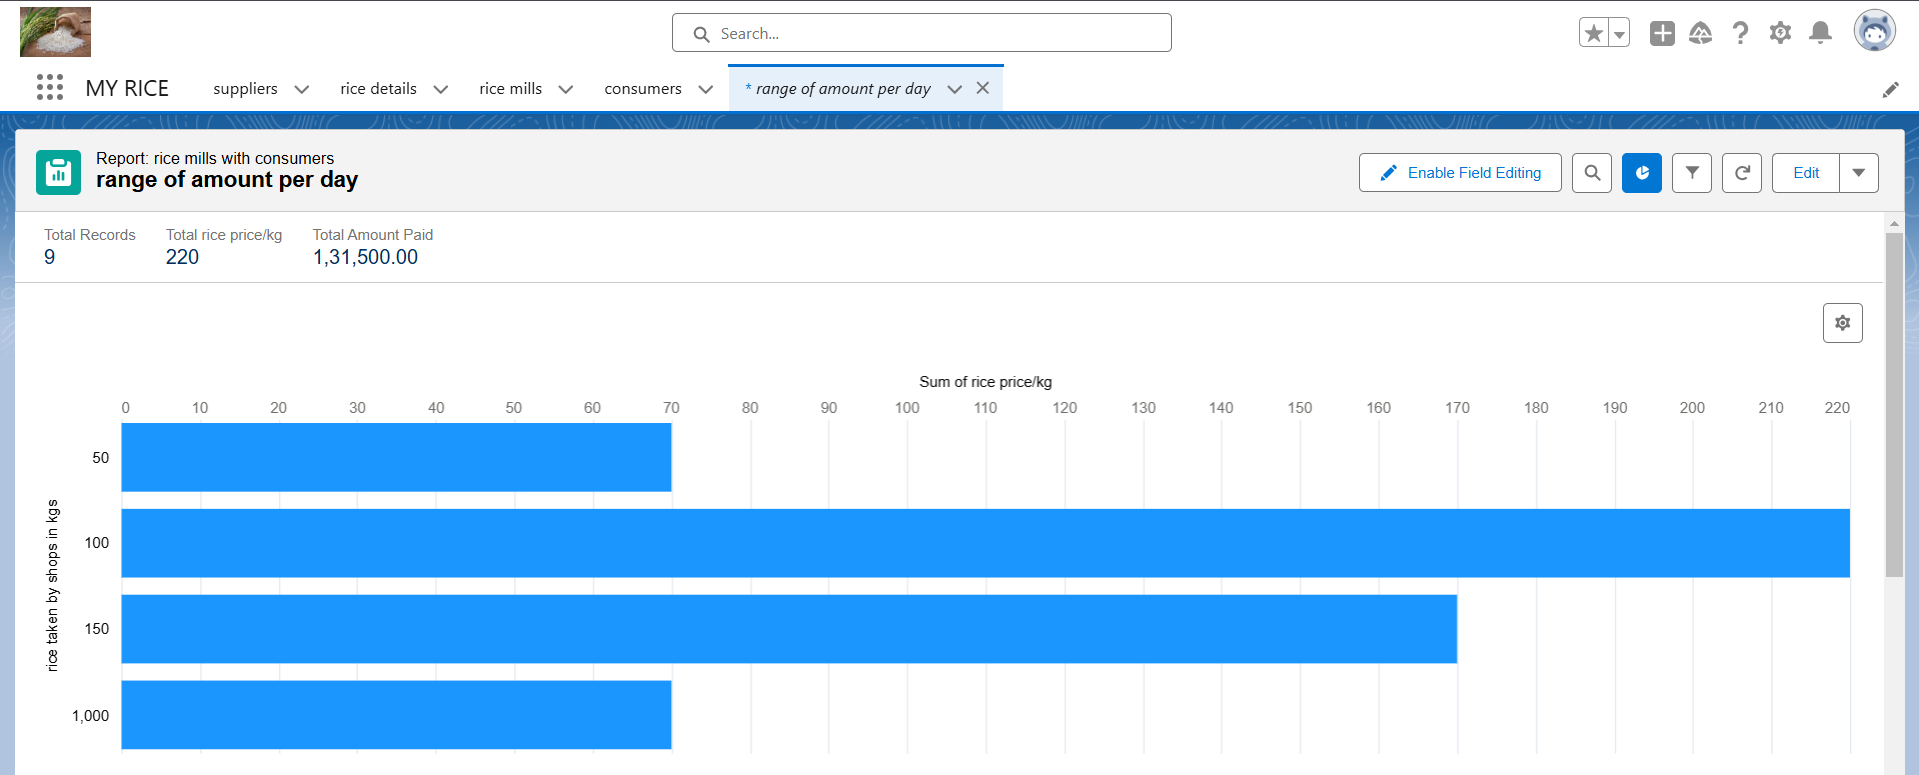 Search...
MY RICE
suppliers
rice details
rice mills
consumers
* range of amount per day
Report: rice mills with consumers
range of amount per day
Enable Field Editing
Edit
Total Records
Total rice price/kg
Total Amount Paid
9
220
1,31,500.00
Sum of rice price/kg
0 10 20 30 40 50 60 70 80 90 100 110 120 130 140 150 160 170 180 190 200 210 220
rice taken by shops in kgs
50
100
150
1,000